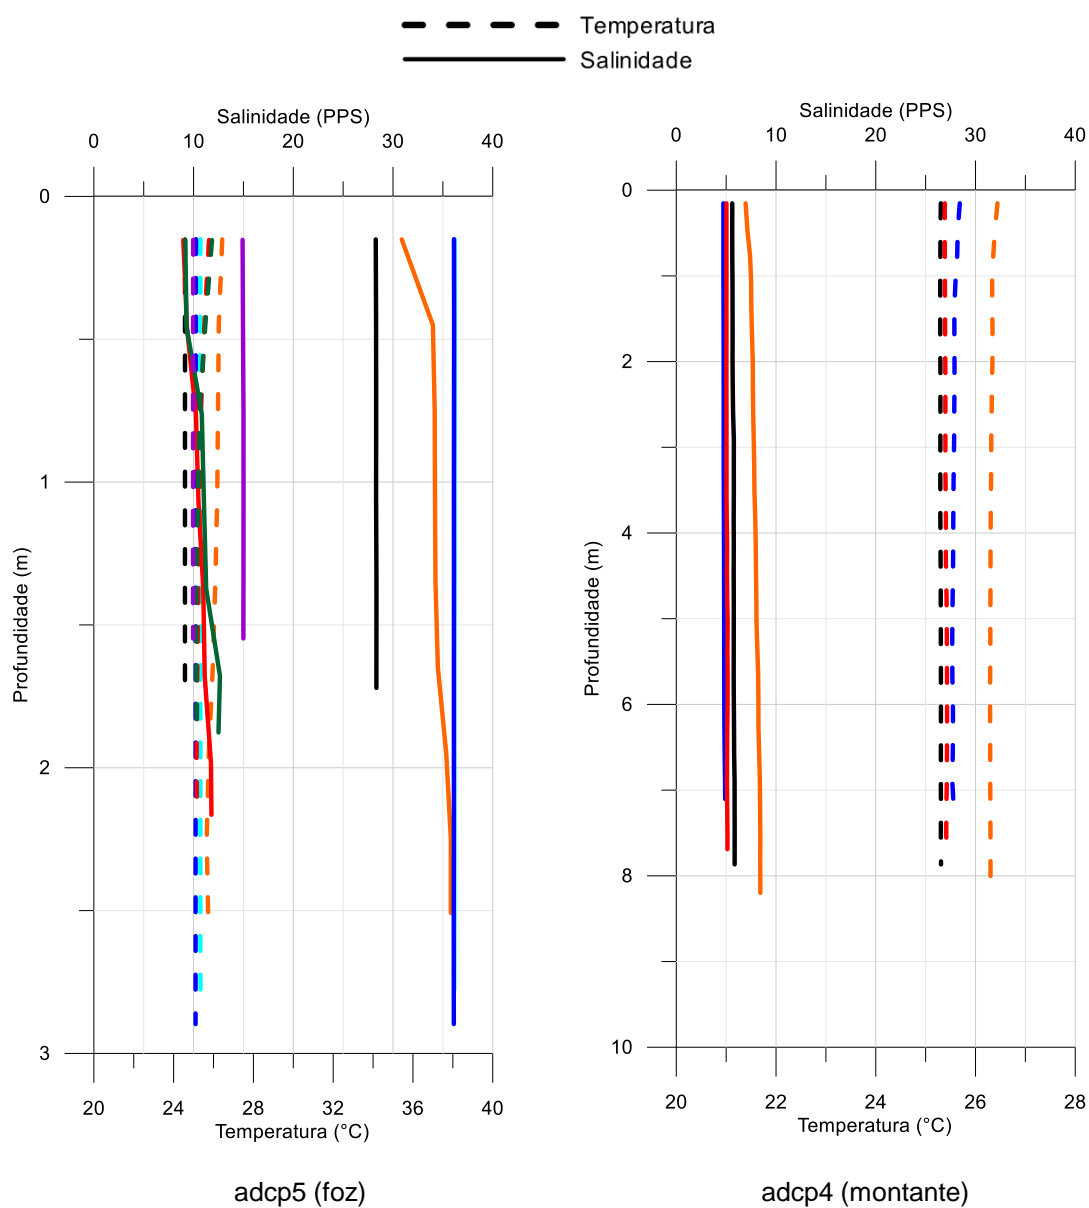 Temperatura
Salinidade
Salinidade (PPS)
0 10 20 30 40
0
1
2
3
Profundidade (m)
20 24 28 32 36 40
Temperatura (°C)
adcp5 (foz)
Salinidade (PPS)
0 10 20 30 40
0
2
4
6
8
10
Profundidade (m)
20 22 24 26 28
Temperatura (°C)
adcp4 (montante)